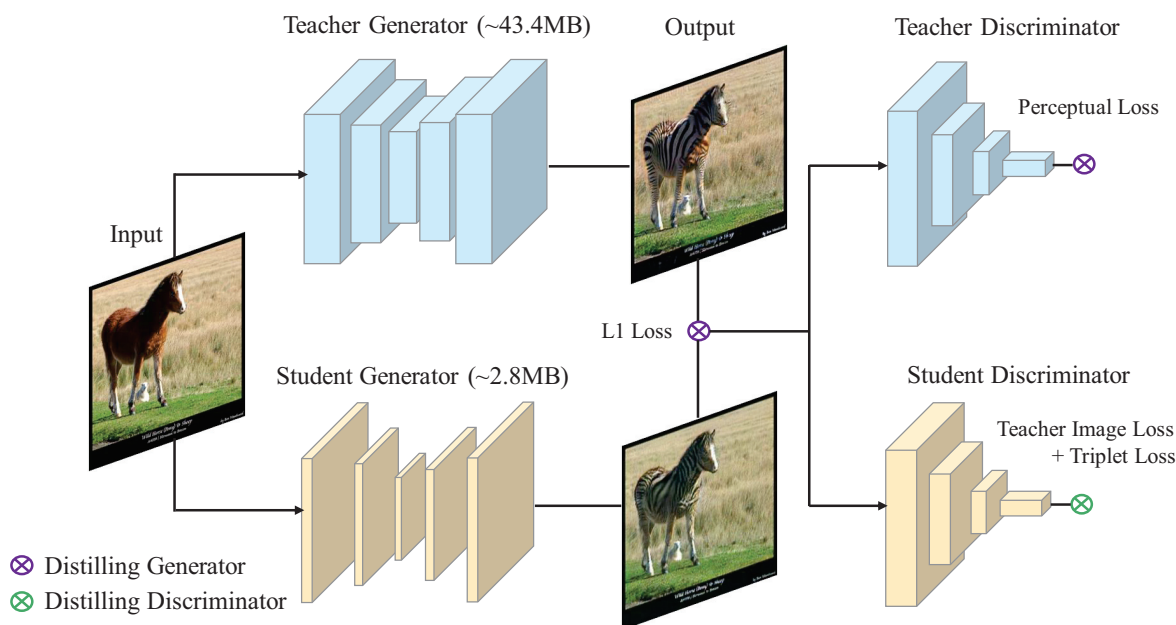 Teacher Generator (~43.4MB)
Output
Teacher Discriminator
Perceptual Loss
Input
L1 Loss
Student Generator (~2.8MB)
Student Discriminator
Teacher Image Loss
+ Triplet Loss
Distilling Generator
Distilling Discriminator